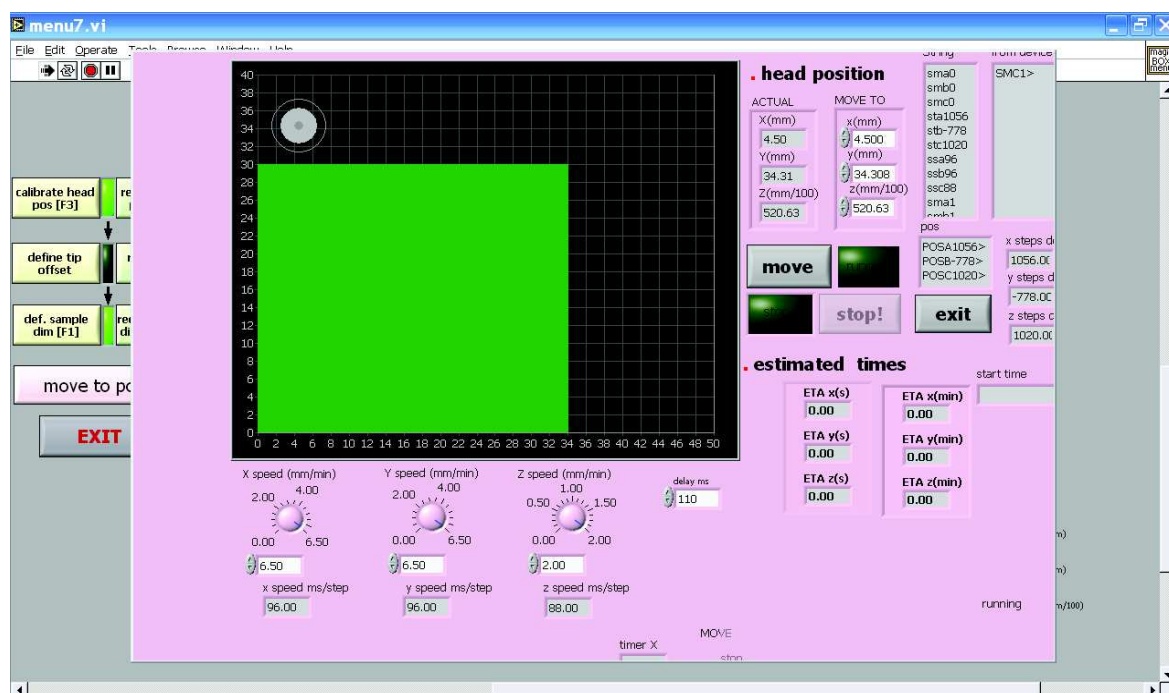 menu7.vi
File Edit Operate Tools Browse Window Help
calibrate head
pos [F3]
define tip
offset
def. sample
dim [F1]
move to po
EXIT
40
38
36
34
32
30
28
26
24
22
20
18
16
14
12
10
8
6
4
2
0
0 2 4 6 8 10 12 14 16 18 20 22 24 26 28 30 32 34 36 38 40 42 44 46 48 50
. head position
ACTUAL
X(mm)
4.50
Y(mm)
34.31
Z(mm/100)
520.63
MOVE TO
x(mm)
4.500
y(mm)
34.308
z(mm/100)
520.63
String
sma0
smb0
smc0
sta1056
stb-778
stc1020
ssa96
ssb96
ssc88
sma1
smb1
from device
SMC1>
pos
POSA1056>
POSB-778>
POSC1020>
x steps d
1056.00
y steps d
-778.00
z steps
1020.00
move
stop!
exit
. estimated times
ETA x(s)
0.00
ETA y(s)
0.00
ETA z(s)
0.00
ETA x(min)
0.00
ETA y(min)
0.00
ETA z(min)
0.00
start time
X speed (mm/min)
2.00 4.00
0.00 6.50
6.50
x speed ms/step
96.00
Y speed (mm/min)
2.00 4.00
0.00 6.50
6.50
y speed ms/step
96.00
Z speed (mm/min)
0.50 1.00 1.50
0.00 2.00
2.00
z speed ms/step
88.00
delay ms
110
running
m)
m)
m/100)
timer X
MOVE
stop